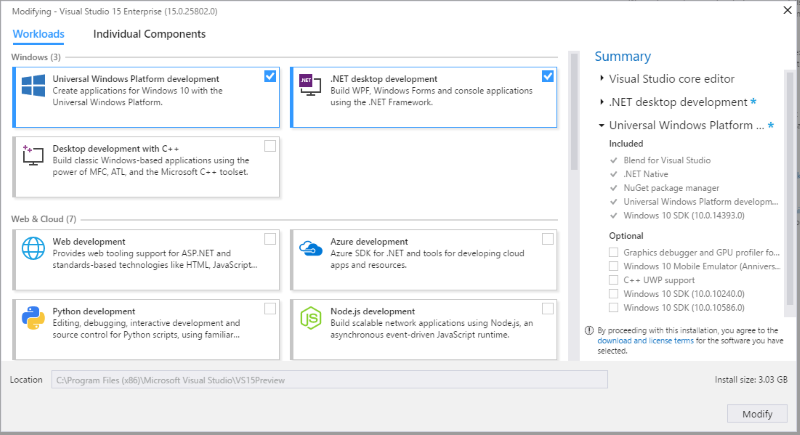 Modifying - Visual Studio 15 Enterprise (15.0.25802.0)
Workloads
Individual Components
Windows (3)
Universal Windows Platform development
Create applications for Windows 10 with the
Universal Windows Platform.
.NET
.NET desktop development
Build WPF, Windows Forms and console applications
using the .NET Framework.
Desktop development with C++
Build classic Windows-based applications using the
power of MFC, ATL, and the Microsoft C++ toolset.
Web & Cloud (7)
Web development
Provides web tooling support for ASP.NET and
standards-based technologies like HTML, JavaScript...
Azure development
Azure SDK for .NET and tools for developing cloud
apps and resources.
Python development
Editing, debugging, interactive development and
source control for Python scripts, using familiar...
Node.js development
Build scalable network applications using Node.js, an
asynchronous event-driven JavaScript runtime.
Summary
Visual Studio core editor
.NET desktop development *
Universal Windows Platform ... *
Included
Blend for Visual Studio
.NET Native
NuGet package manager
Universal Windows Platform developm...
Windows 10 SDK (10.0.14393.0)
Optional
Graphics debugger and GPU profiler fo...
Windows 10 Mobile Emulator (Annivers...
C++ UWP support
Windows 10 SDK (10.0.10240.0)
Windows 10 SDK (10.0.10586.0)
By proceeding with this installation, you agree to the
download and license terms for the software you have
selected.
Location
C:\Program Files (x86)\Microsoft Visual Studio\VS15Preview
Install size: 3.03 GB
Modify